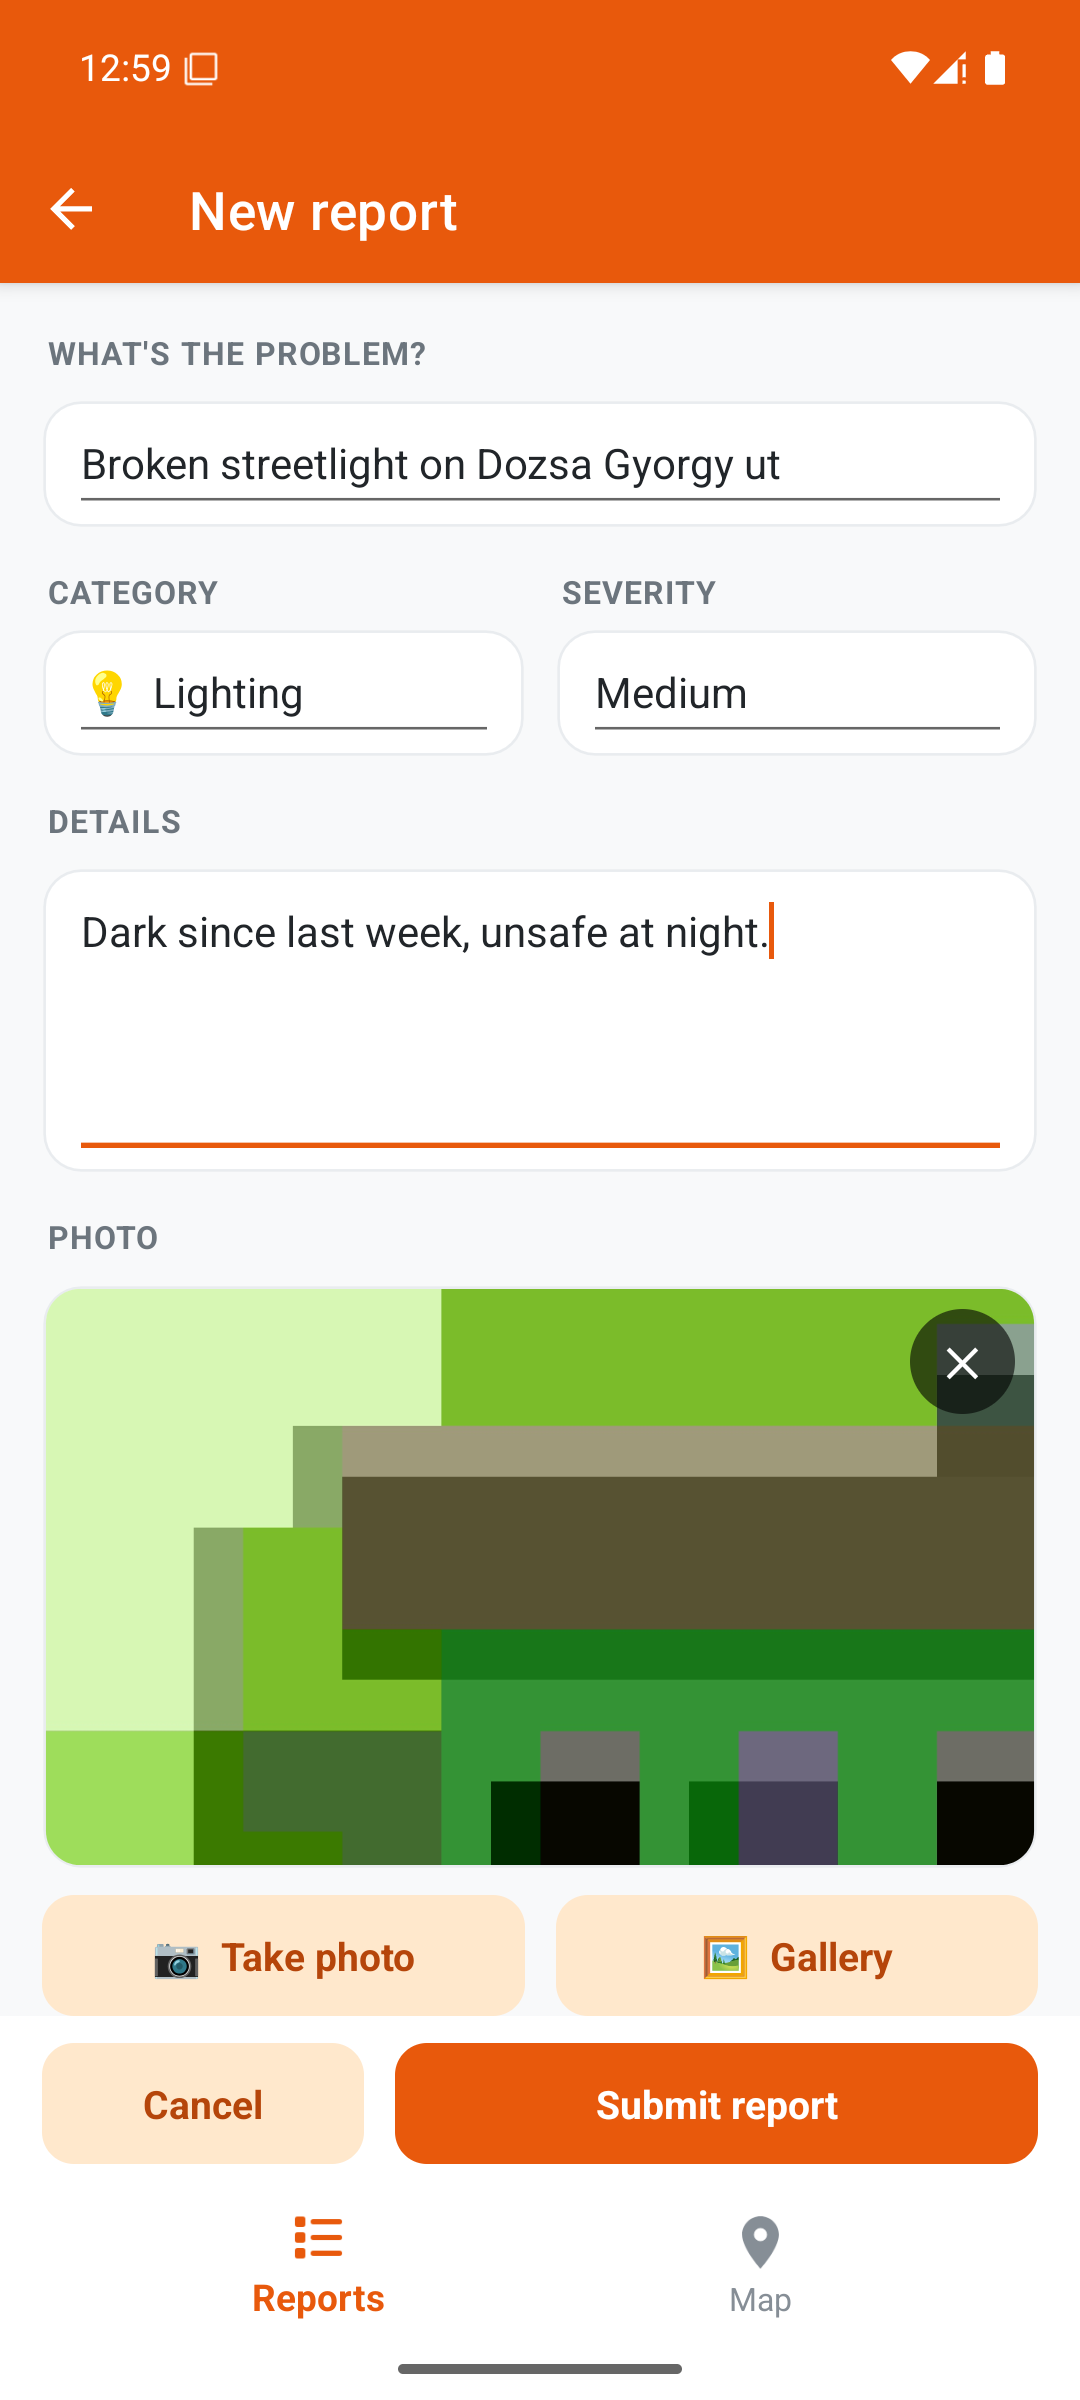 12:59
New report
WHAT'S THE PROBLEM?
Broken streetlight on Dozsa Gyorgy ut
CATEGORY SEVERITY
💡 Lighting Medium
DETAILS
Dark since last week, unsafe at night.
PHOTO
📷 Take photo 🖼️ Gallery
Cancel Submit report
Reports Map